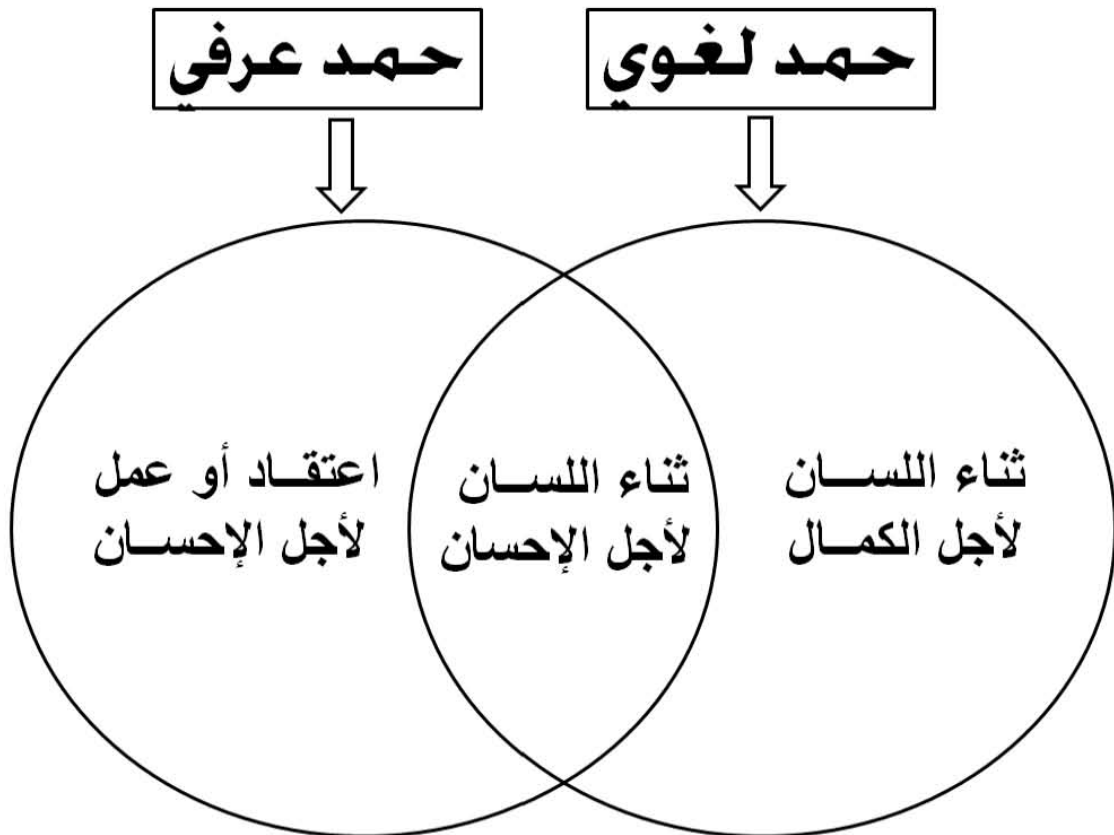 حمد لغوي
حمد عرفي
ثناء اللسان
لأجل الكمال
ثناء اللسان
لأجل الإحسان
اعتقاد أو عمل
لأجل الإحسان